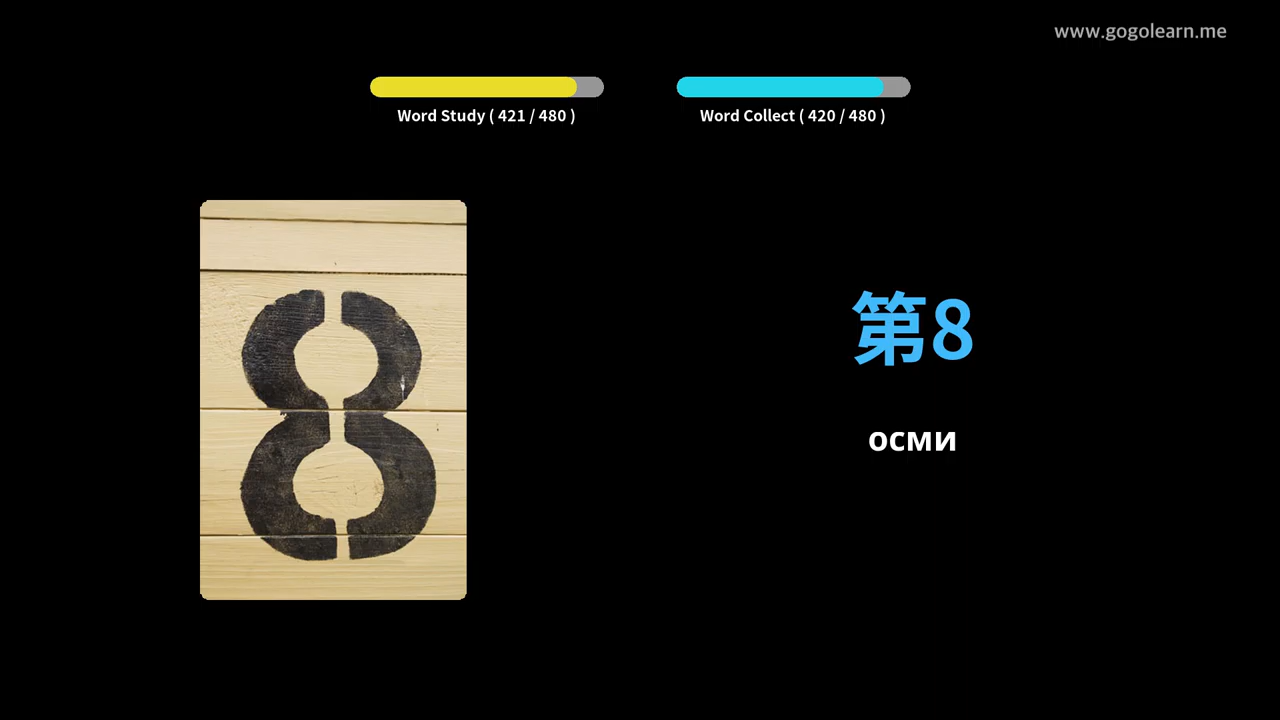 www.gogolearn.me
Word Study ( 421 / 480 )
Word Collect ( 420 / 480 )
8
第8
осми